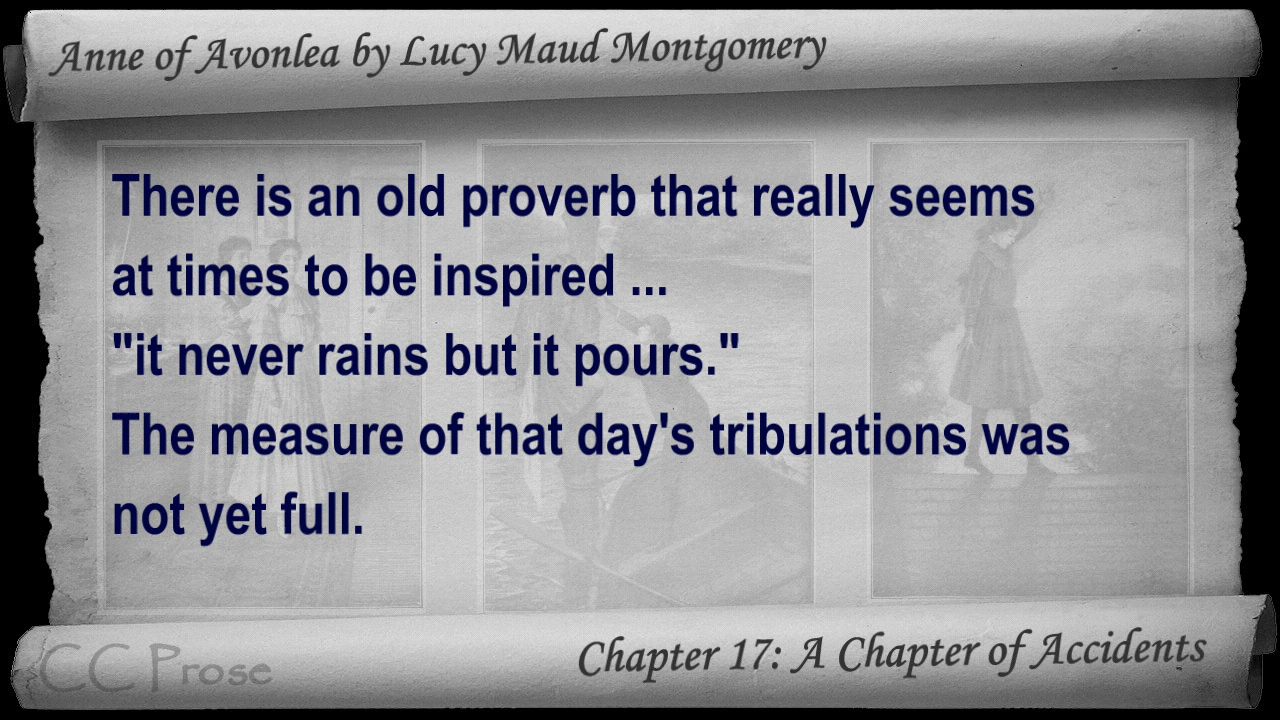 Anne of Avonlea by Lucy Maud Montgomery
There is an old proverb that really seems
at times to be inspired ...
"it never rains but it pours."
The measure of that day's tribulations was
not yet full.
CC Prose
Chapter 17: A Chapter of Accidents